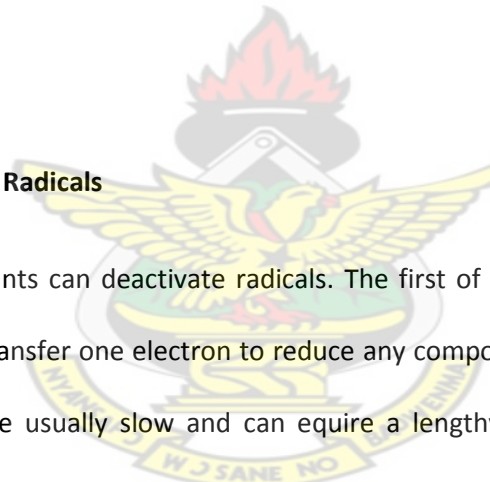 Radicals
nts can deactivate radicals. The first of
ansfer one electron to reduce any compo
e usually slow and can equire a length
W J SANE NO